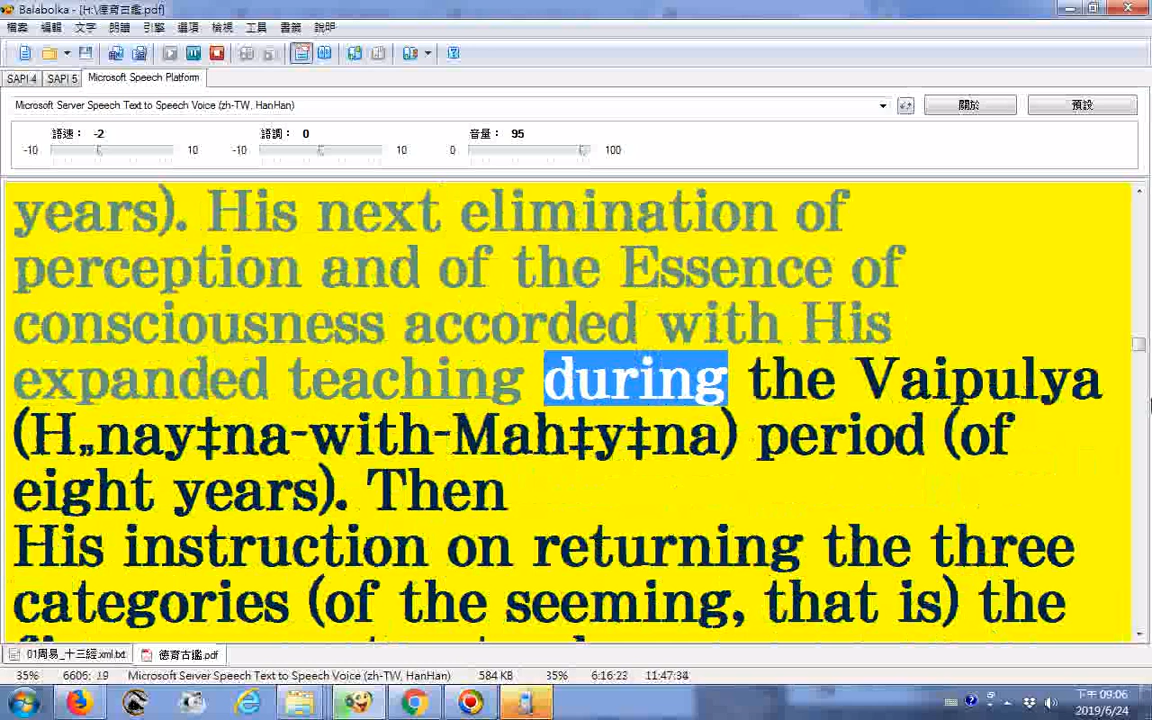 Balabolka - [H:\德育古鑑.pdf]
檔案 編輯 文字 朗讀 引擎 選項 檢視 工具 書籤 說明
SAPI 4 SAPI 5 Microsoft Speech Platform
Microsoft Server Speech Text to Speech Voice (zh-TW, HanHan) 關於 預設
語速： -2 語調： 0 音量： 95
-10 10 -10 10 0 100
years). His next elimination of
perception and of the Essence of
consciousness accorded with His
expanded teaching during the Vaipulya
(H„nay‡na-with-Mah‡y‡na) period (of
eight years). Then
His instruction on returning the three
categories (of the seeming, that is) the
01周易_十三經.xml.txt 德育古鑑.pdf
35% 6606: 19 Microsoft Server Speech Text to Speech Voice (zh-TW, HanHan) 584 KB 35% 6:16:23 11:47:34
下午 09:06
2019/6/24